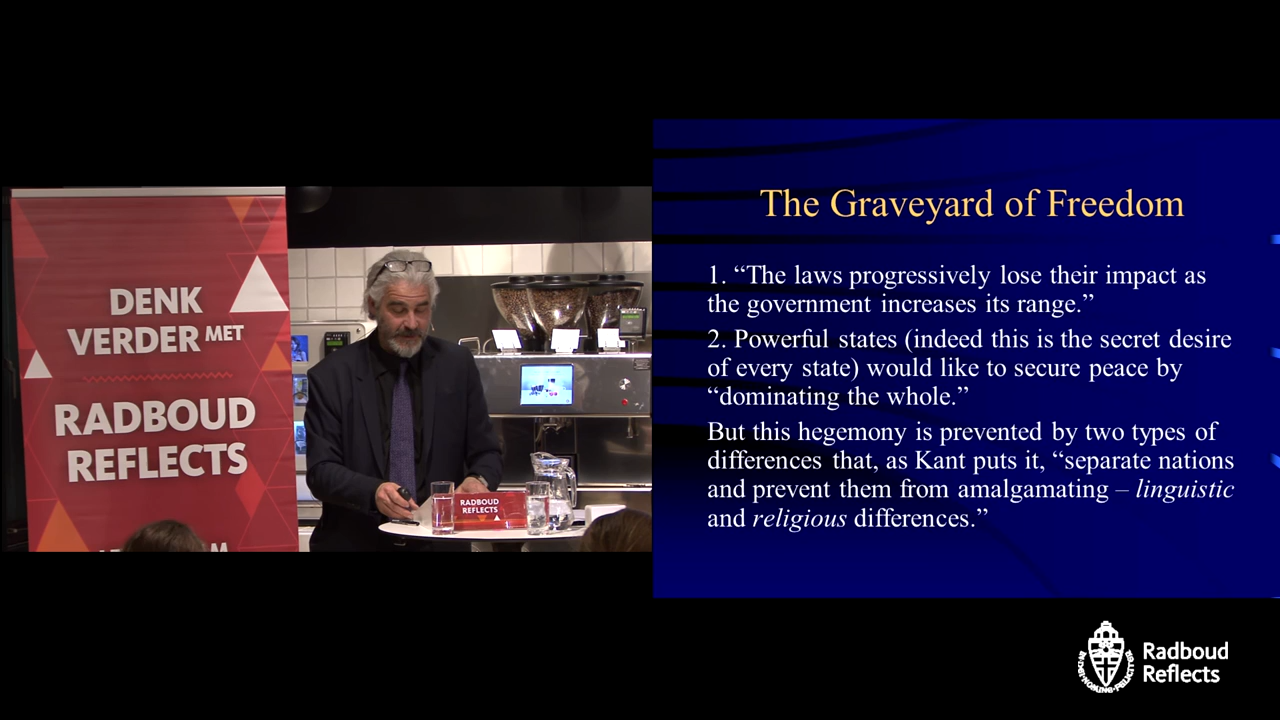 DENK
VERDER MET
RADBOUD
REFLECTS
RADBOUD
REFLECTS
The Graveyard of Freedom
1. “The laws progressively lose their impact as
the government increases its range.”
2. Powerful states (indeed this is the secret desire
of every state) would like to secure peace by
“dominating the whole.”
But this hegemony is prevented by two types of
differences that, as Kant puts it, “separate nations
and prevent them from amalgamating – linguistic
and religious differences.”
Radboud
Reflects